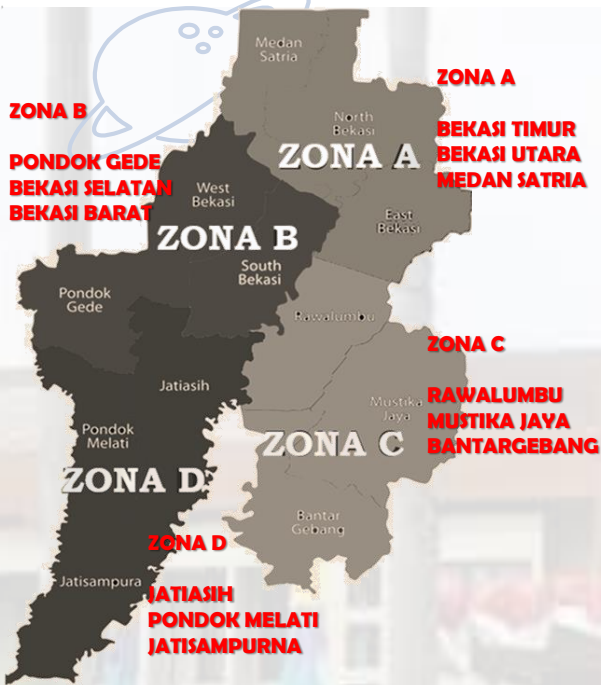 Medan
Satria
ZONA A
ZONA B
North
Bekasi
BEKASI TIMUR
BEKASI UTARA
MEDAN SATRIA
ZONA A
PONDOK GEDE
BEKASI SELATAN
BEKASI BARAT
West
Bekasi
East
Bekasi
ZONA B
South
Bekasi
Pondok
Gede
Rawalumbu
ZONA C
Jatiasih
RAWALUMBU
MUSTIKA JAYA
BANTARGEBANG
Mustika
Jaya
Pondok
Melati
ZONA C
ZONA D
Bantar
Gebang
ZONA D
Jatisampura
JATIASIH
PONDOK MELATI
JATISAMPURNA